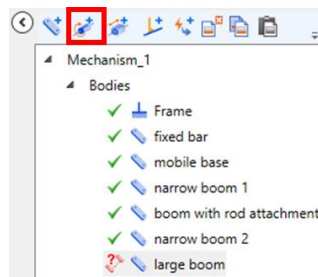 Mechanism_1
Bodies
Frame
fixed bar
mobile base
narrow boom 1
boom with rod attachment
narrow boom 2
large boom